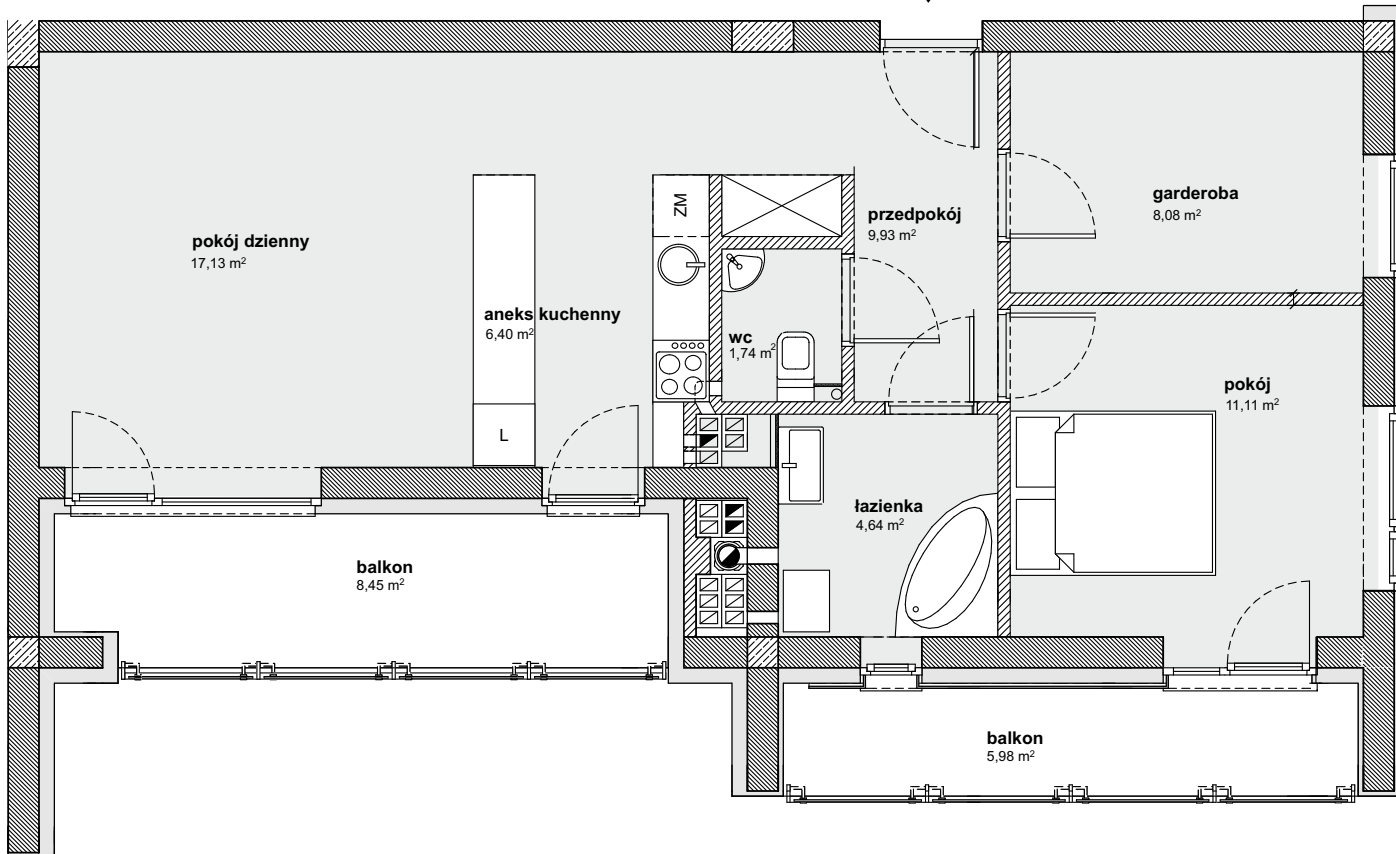 garderoba
8,08 m²
ZM
przedpokój
9,93 m²
pokój dzienny
17,13 m²
aneks kuchenny
6,40 m²
wc
1,74 m²
pokój
11,11 m²
L
łazienka
4,64 m²
balkon
8,45 m²
balkon
5,98 m²